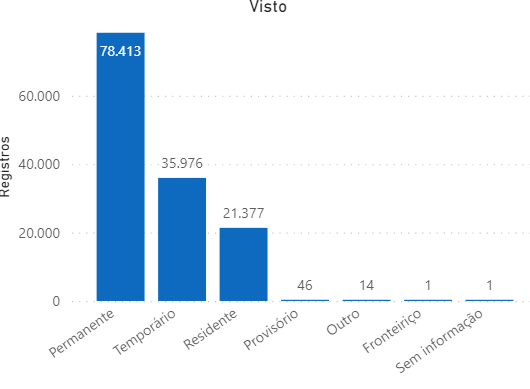 Visto
Registros
60.000
40.000
20.000
0
78.413
35.976
21.377
46
14
1
1
Permanente
Temporário
Residente
Provisório
Outro
Fronteiriço
Sem informação